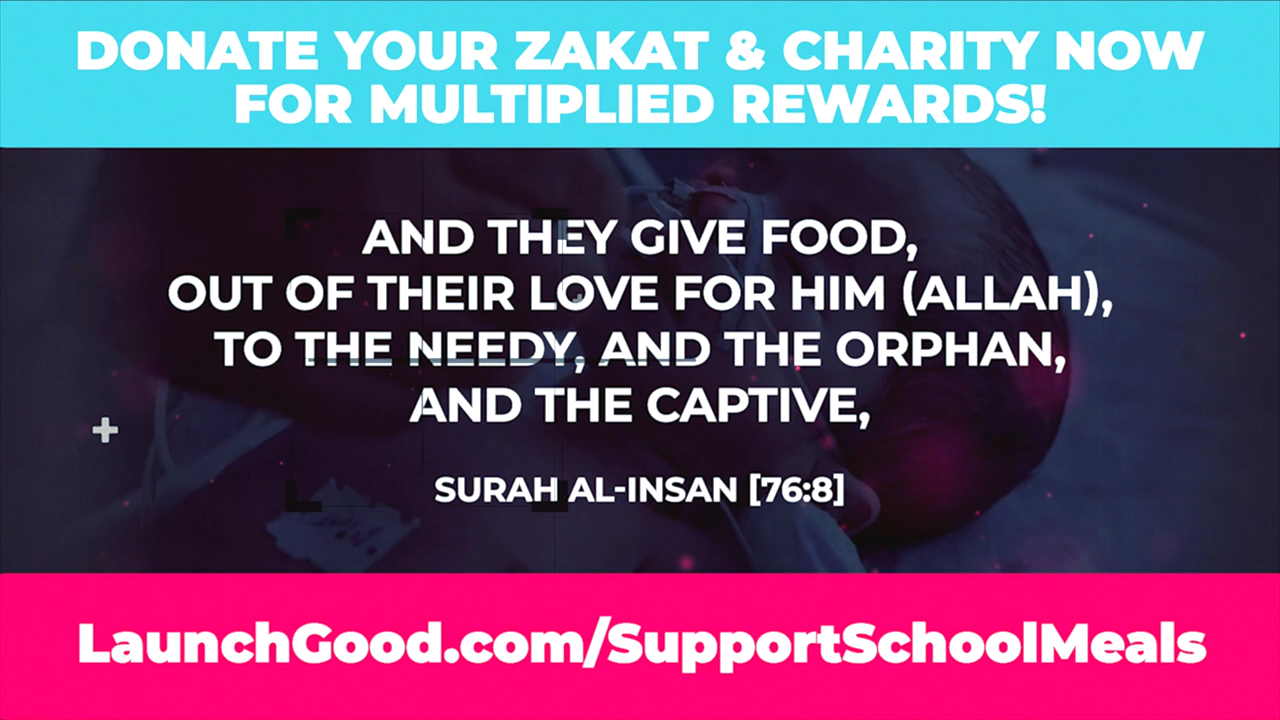 DONATE YOUR ZAKAT & CHARITY NOW
FOR MULTIPLIED REWARDS!
AND THEY GIVE FOOD,
OUT OF THEIR LOVE FOR HIM (ALLAH),
TO THE NEEDY, AND THE ORPHAN,
AND THE CAPTIVE,
SURAH AL-INSAN [76:8]
LaunchGood.com/SupportSchoolMeals